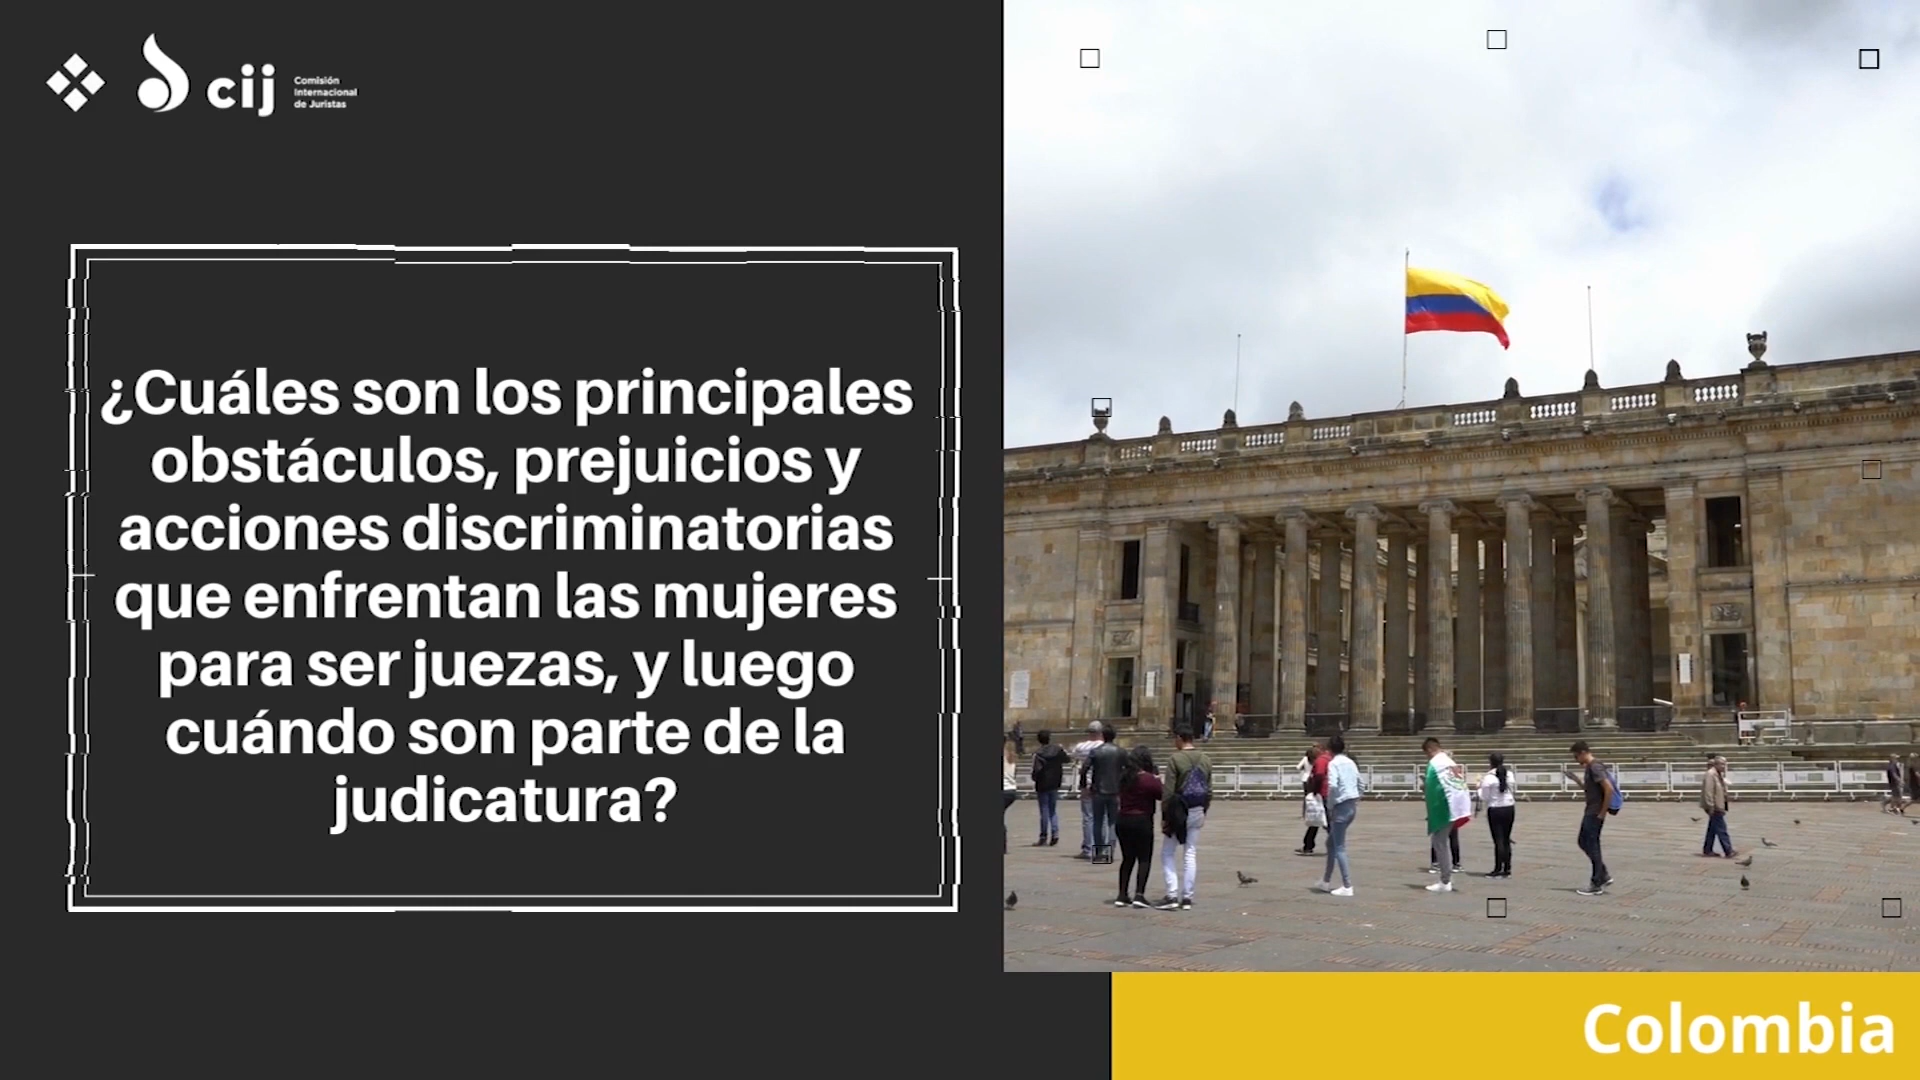 cij
Comisión
Internacional
de Juristas
¿Cuáles son los principales
obstáculos, prejuicios y
acciones discriminatorias
que enfrentan las mujeres
para ser juezas, y luego
cuándo son parte de la
judicatura?
Colombia